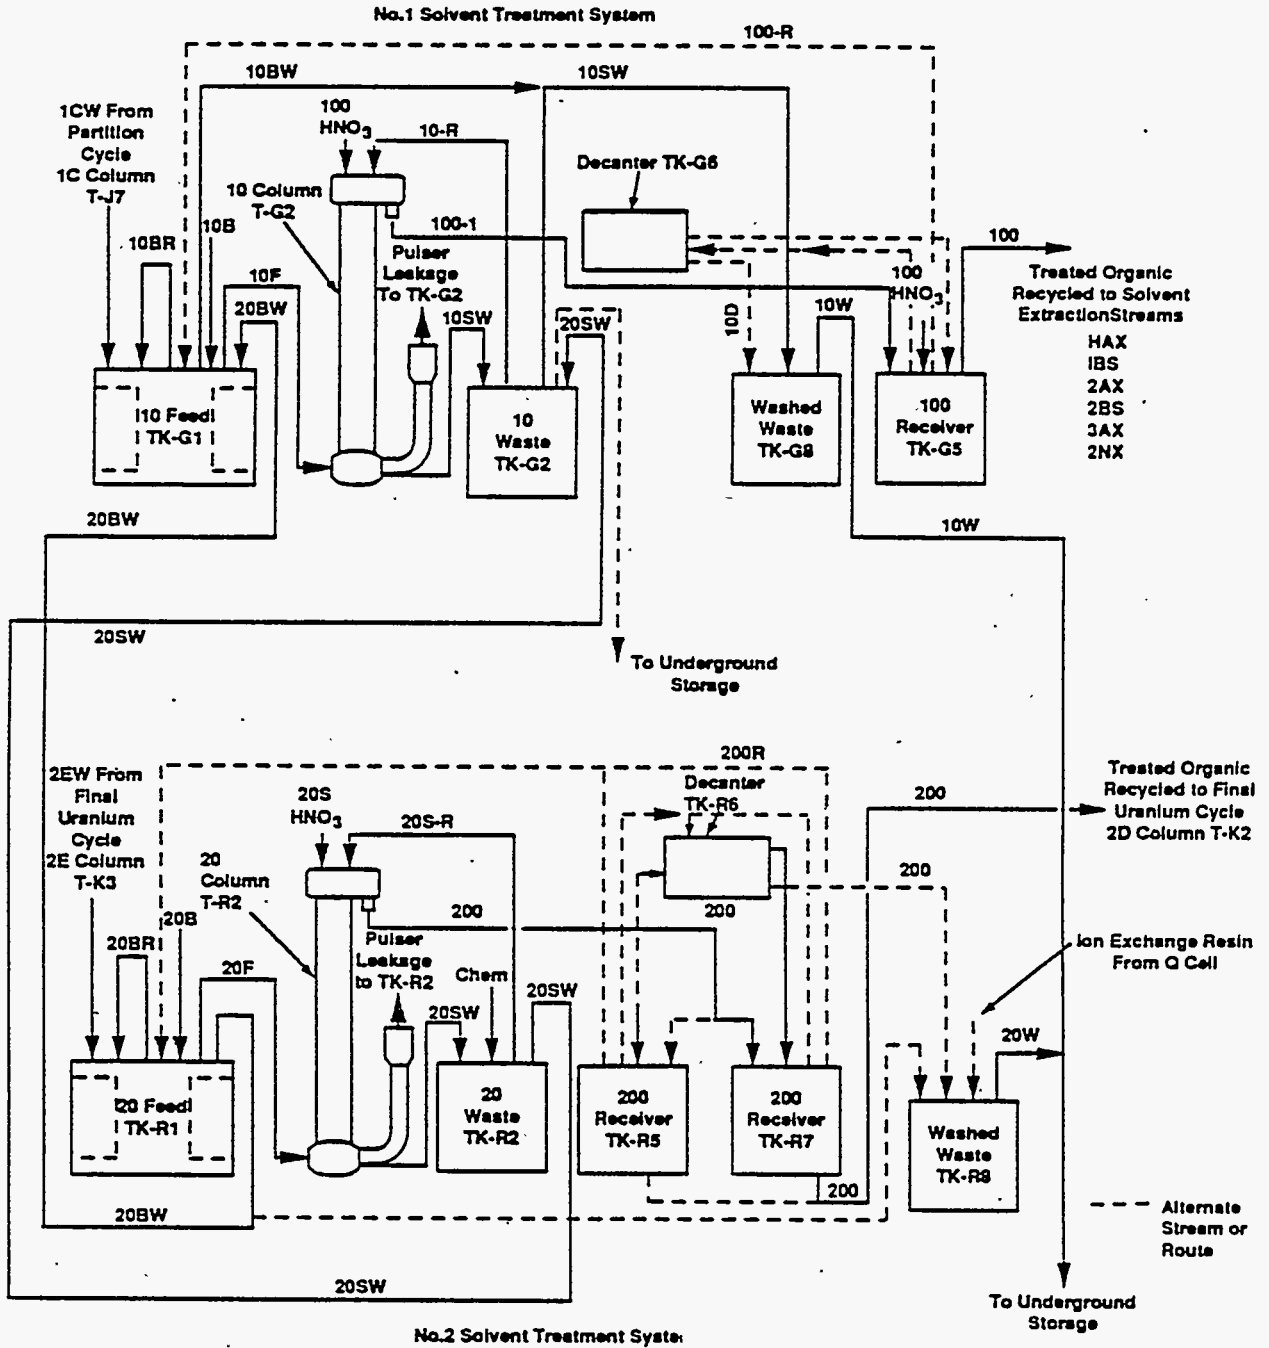 No.1 Solvent Treatment System
100-R
10BW
10SW
1CW From
Partition
Cycle
1C Column
T-J7
100
HNO3
10-R
Decanter TK-G6
10 Column
T-G2
10BR
10B
10F
20BW
100-1
Pulser
Leakage
To TK-G2
10SW
20SW
10D
100
HNO3
10W
100
Treated Organic
Recycled to Solvent
ExtractionStreams
HAX
IBS
2AX
2BS
3AX
2NX
10 Feed
TK-G1
10
Waste
TK-G2
Washed
Waste
TK-G8
100
Receiver
TK-G5
20BW
10W
20SW
To Underground
Storage
200R
2EW From
Final
Uranium
Cycle
2E Column
T-K3
20S
HNO3
20S-R
Decanter
TK-R6
200
Treated Organic
Recycled to Final
Uranium Cycle
2D Column T-K2
20
Column
T-R2
20B
20BR
20F
200
200
200
Pulser
Leakage
to TK-R2
Chem
20SW
20SW
Ion Exchange Resin
From Q Cell
20W
20 Feed
TK-R1
20
Waste
TK-R2
200
Receiver
TK-R5
200
Receiver
TK-R7
Washed
Waste
TK-R8
200
20BW
Alternate
Stream or
Route
20SW
To Underground
Storage
No.2 Solvent Treatment Syste